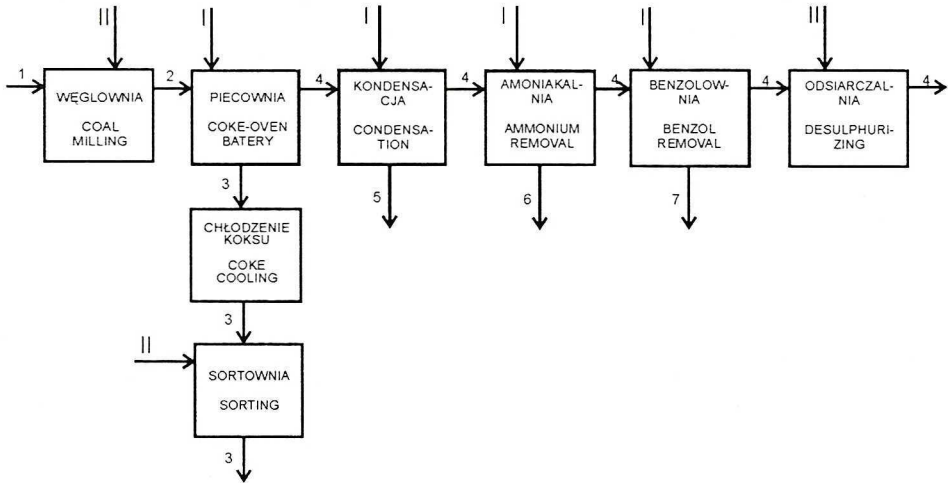 II
I
I
I
I
II
1
2
4
4
4
4
4
WĘGLOWNIA
COAL
MILLING
PIECOWNIA
COKE-OVEN
BATERY
KONDENSA-
CJA
CONDENSA-
TION
AMONIAKAL-
NIA
AMMONIUM
REMOVAL
BENZOLOW-
NIA
BENZOL
REMOVAL
ODSIARCZAL-
NIA
DESULPHURI-
ZING
3
5
6
7
CHŁODZENIE
KOKSU
COKE
COOLING
3
II
SORTOWNIA
SORTING
3